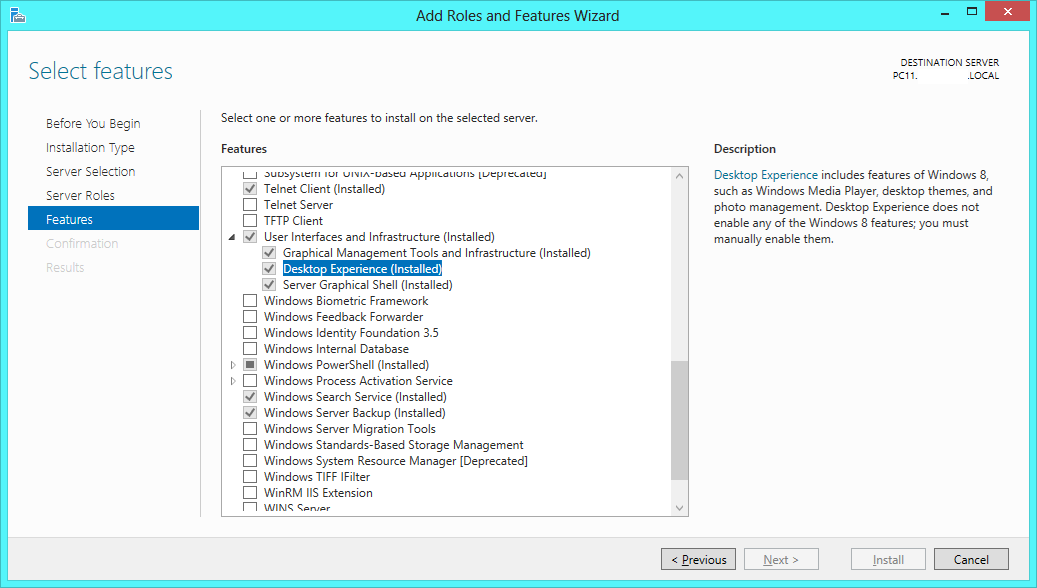 Add Roles and Features Wizard
Select features
DESTINATION SERVER
PC11. .LOCAL
Before You Begin
Installation Type
Server Selection
Server Roles
Features
Confirmation
Results
Select one or more features to install on the selected server.
Features
Subsystem for UNIX-based Applications [Deprecated]
Telnet Client (Installed)
Telnet Server
TFTP Client
User Interfaces and Infrastructure (Installed)
Graphical Management Tools and Infrastructure (Installed)
Desktop Experience (Installed)
Server Graphical Shell (Installed)
Windows Biometric Framework
Windows Feedback Forwarder
Windows Identity Foundation 3.5
Windows Internal Database
Windows PowerShell (Installed)
Windows Process Activation Service
Windows Search Service (Installed)
Windows Server Backup (Installed)
Windows Server Migration Tools
Windows Standards-Based Storage Management
Windows System Resource Manager [Deprecated]
Windows TIFF IFilter
WinRM IIS Extension
WINS Server
Description
Desktop Experience includes features of Windows 8,
such as Windows Media Player, desktop themes, and
photo management. Desktop Experience does not
enable any of the Windows 8 features; you must
manually enable them.
< Previous
Next >
Install
Cancel